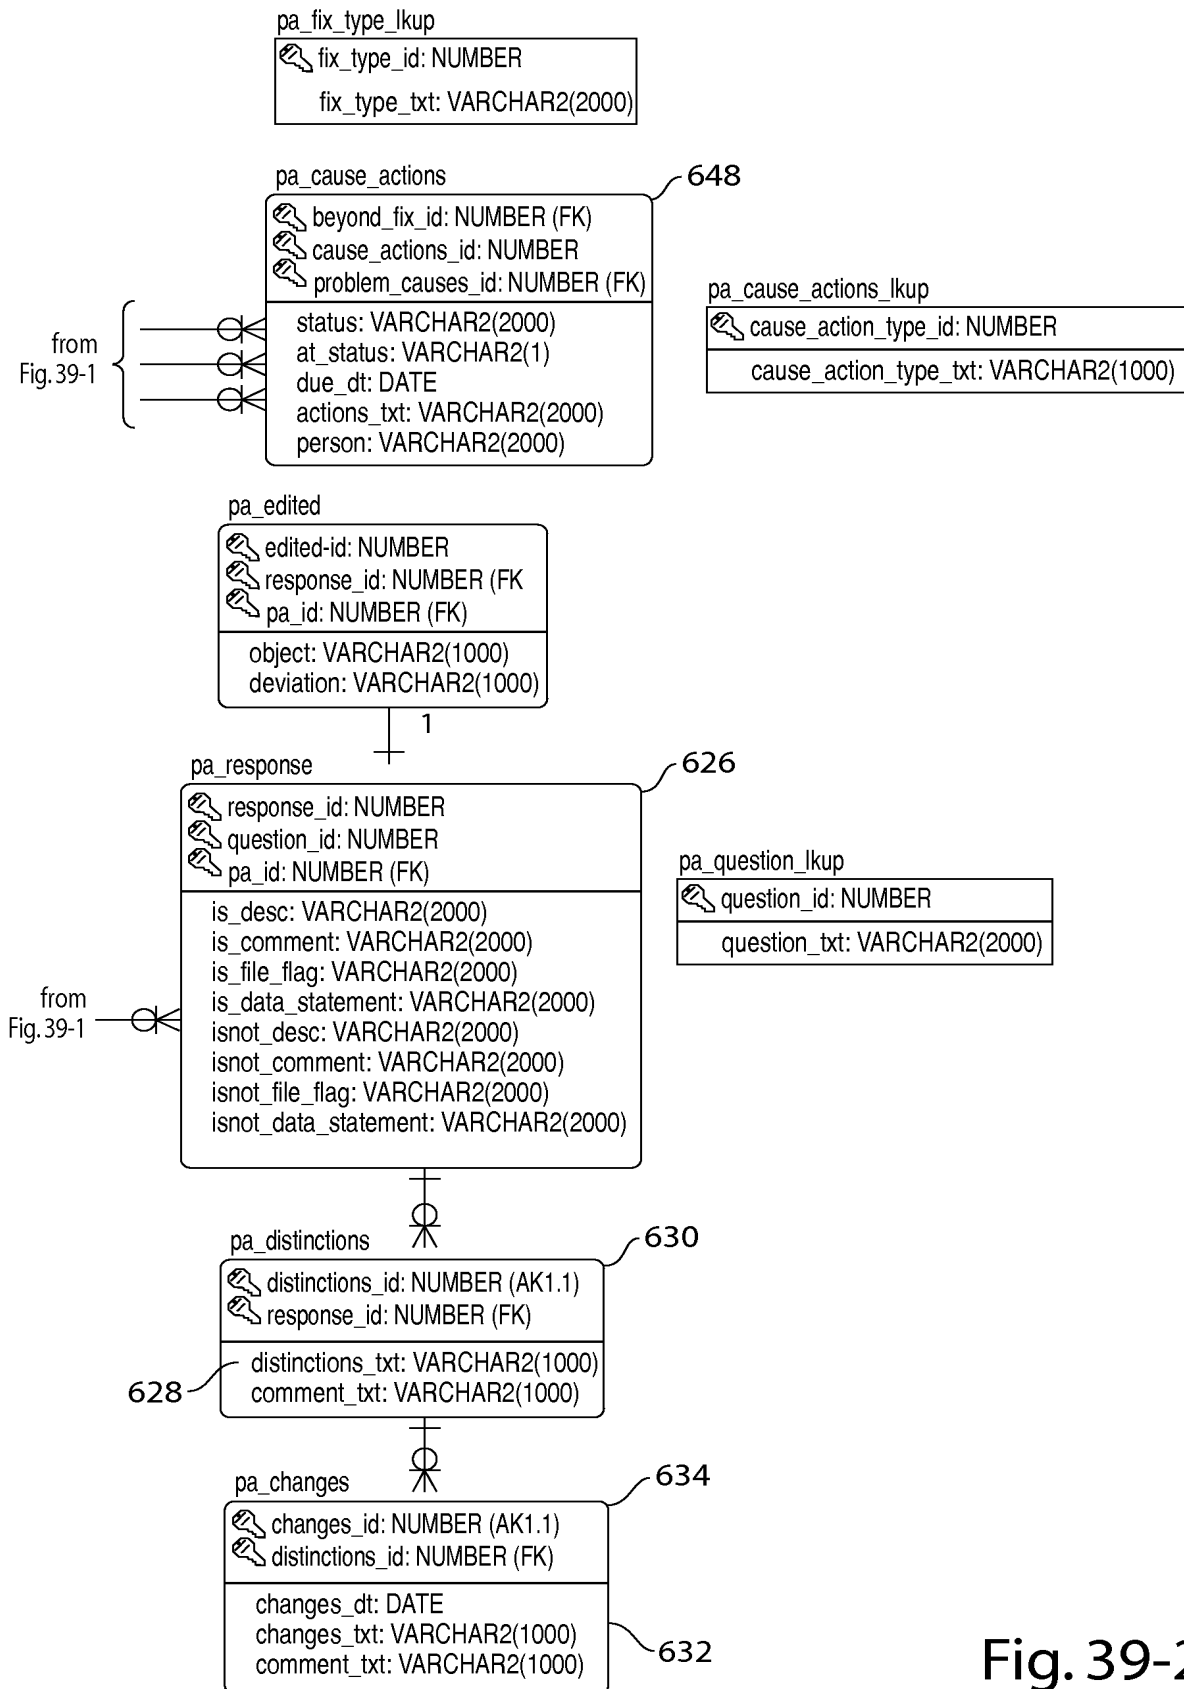 pa_fix_type_lkup
fix_type_id: NUMBER
fix_type_txt: VARCHAR2(2000)
pa_cause_actions
648
beyond_fix_id: NUMBER (FK)
cause_actions_id: NUMBER
problem_causes_id: NUMBER (FK)
status: VARCHAR2(2000)
at_status: VARCHAR2(1)
due_dt: DATE
actions_txt: VARCHAR2(2000)
person: VARCHAR2(2000)
from
Fig. 39-1
pa_cause_actions_lkup
cause_action_type_id: NUMBER
cause_action_type_txt: VARCHAR2(1000)
pa_edited
edited-id: NUMBER
response_id: NUMBER (FK
pa_id: NUMBER (FK)
object: VARCHAR2(1000)
deviation: VARCHAR2(1000)
1
pa_response
626
response_id: NUMBER
question_id: NUMBER
pa_id: NUMBER (FK)
is_desc: VARCHAR2(2000)
is_comment: VARCHAR2(2000)
is_file_flag: VARCHAR2(2000)
is_data_statement: VARCHAR2(2000)
isnot_desc: VARCHAR2(2000)
isnot_comment: VARCHAR2(2000)
isnot_file_flag: VARCHAR2(2000)
isnot_data_statement: VARCHAR2(2000)
from
Fig. 39-1
pa_question_lkup
question_id: NUMBER
question_txt: VARCHAR2(2000)
pa_distinctions
630
distinctions_id: NUMBER (AK1.1)
response_id: NUMBER (FK)
distinctions_txt: VARCHAR2(1000)
comment_txt: VARCHAR2(1000)
628
pa_changes
634
changes_id: NUMBER (AK1.1)
distinctions_id: NUMBER (FK)
changes_dt: DATE
changes_txt: VARCHAR2(1000)
comment_txt: VARCHAR2(1000)
632
Fig. 39-2